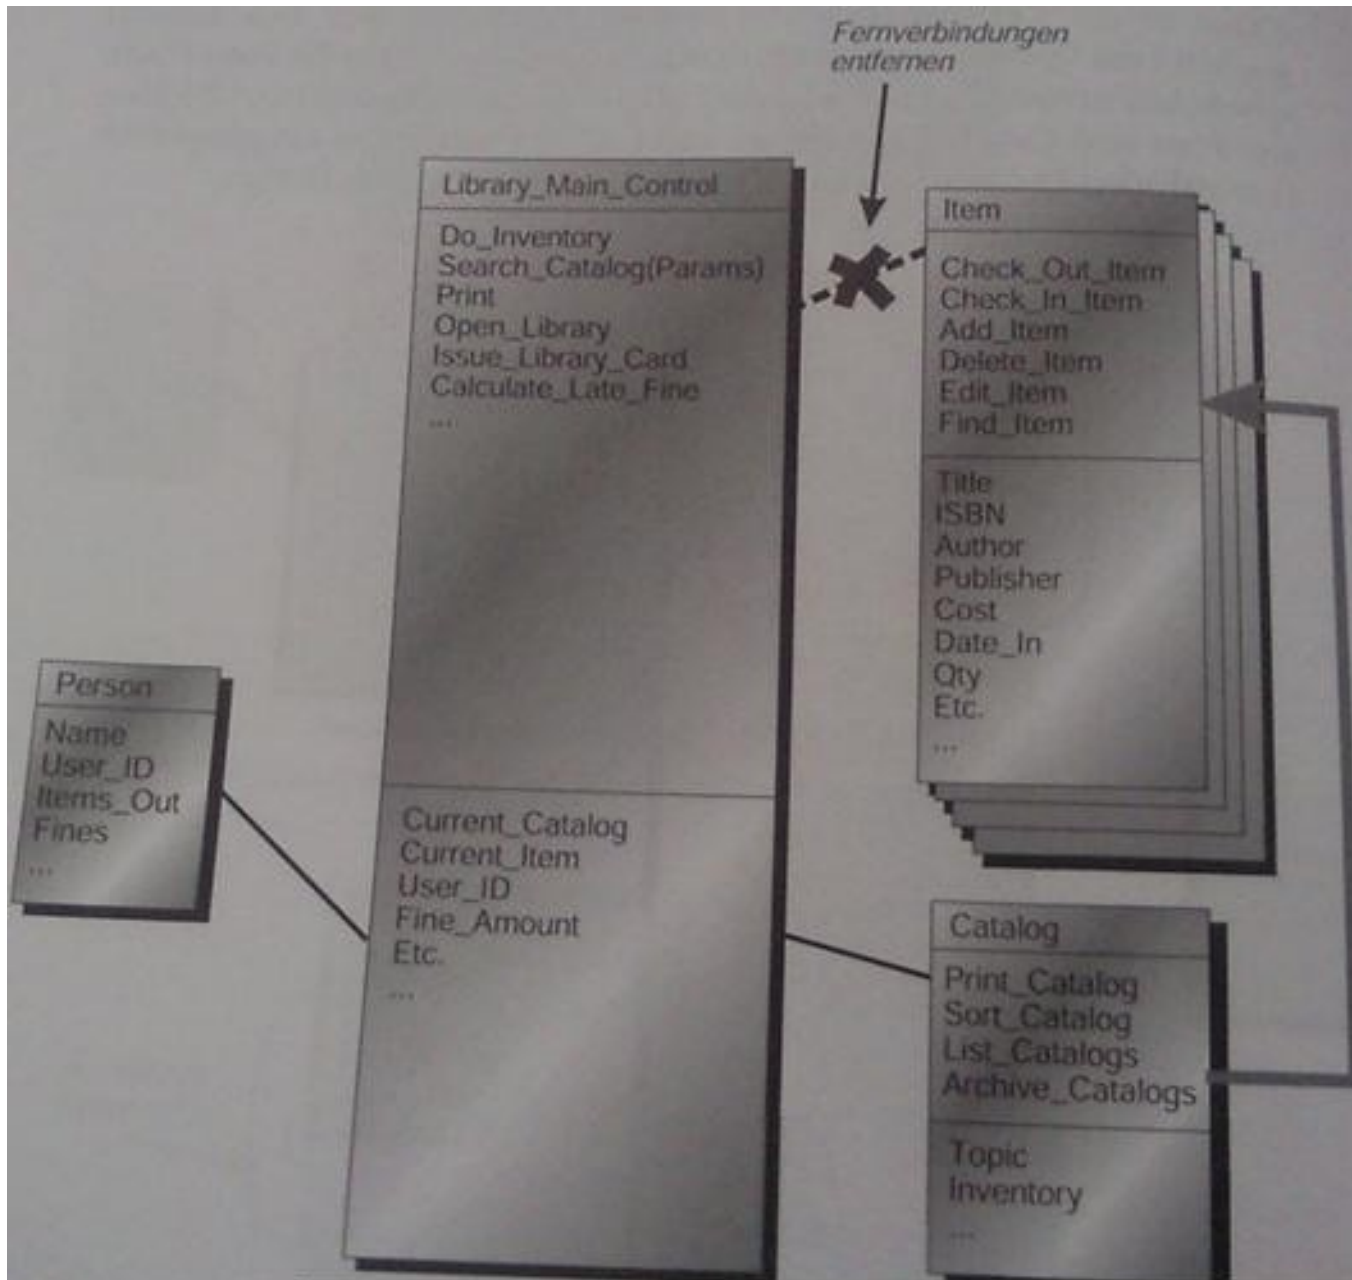 Fernverbindungen
entfernen
Library_Main_Control
Do_Inventory
Search_Catalog(Params)
Print
Open_Library
Issue_Library_Card
Calculate_Late_Fine
...
Current_Catalog
Current_Item
User_ID
Fine_Amount
Etc.
...
Item
Check_Out_Item
Check_In_Item
Add_Item
Delete_Item
Edit_Item
Find_Item
Title
ISBN
Author
Publisher
Cost
Date_In
Qty
Etc.
...
Person
Name
User_ID
Items_Out
Fines
...
Catalog
Print_Catalog
Sort_Catalog
List_Catalogs
Archive_Catalogs
Topic
Inventory
...